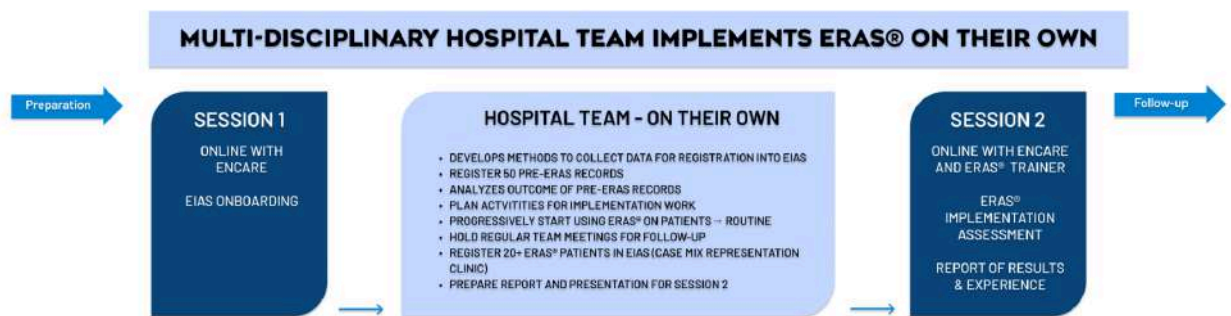 MULTI-DISCIPLINARY HOSPITAL TEAM IMPLEMENTS ERAS® ON THEIR OWN
Preparation
SESSION 1
ONLINE WITH
ENCARE
EIAS ONBOARDING
HOSPITAL TEAM - ON THEIR OWN
• DEVELOPS METHODS TO COLLECT DATA FOR REGISTRATION INTO EIAS
• REGISTER 50 PRE-ERAS RECORDS
• ANALYZES OUTCOME OF PRE-ERAS RECORDS
• PLAN ACTVITITIES FOR IMPLEMENTATION WORK
• PROGRESSIVELY START USING ERAS® ON PATIENTS → ROUTINE
• HOLD REGULAR TEAM MEETINGS FOR FOLLOW-UP
• REGISTER 20+ ERAS® PATIENTS IN EIAS (CASE MIX REPRESENTATION
CLINIC)
• PREPARE REPORT AND PRESENTATION FOR SESSION 2
SESSION 2
ONLINE WITH ENCARE
AND ERAS® TRAINER
ERAS®
IMPLEMENTATION
ASSESSMENT
REPORT OF RESULTS
& EXPERIENCE
Follow-up